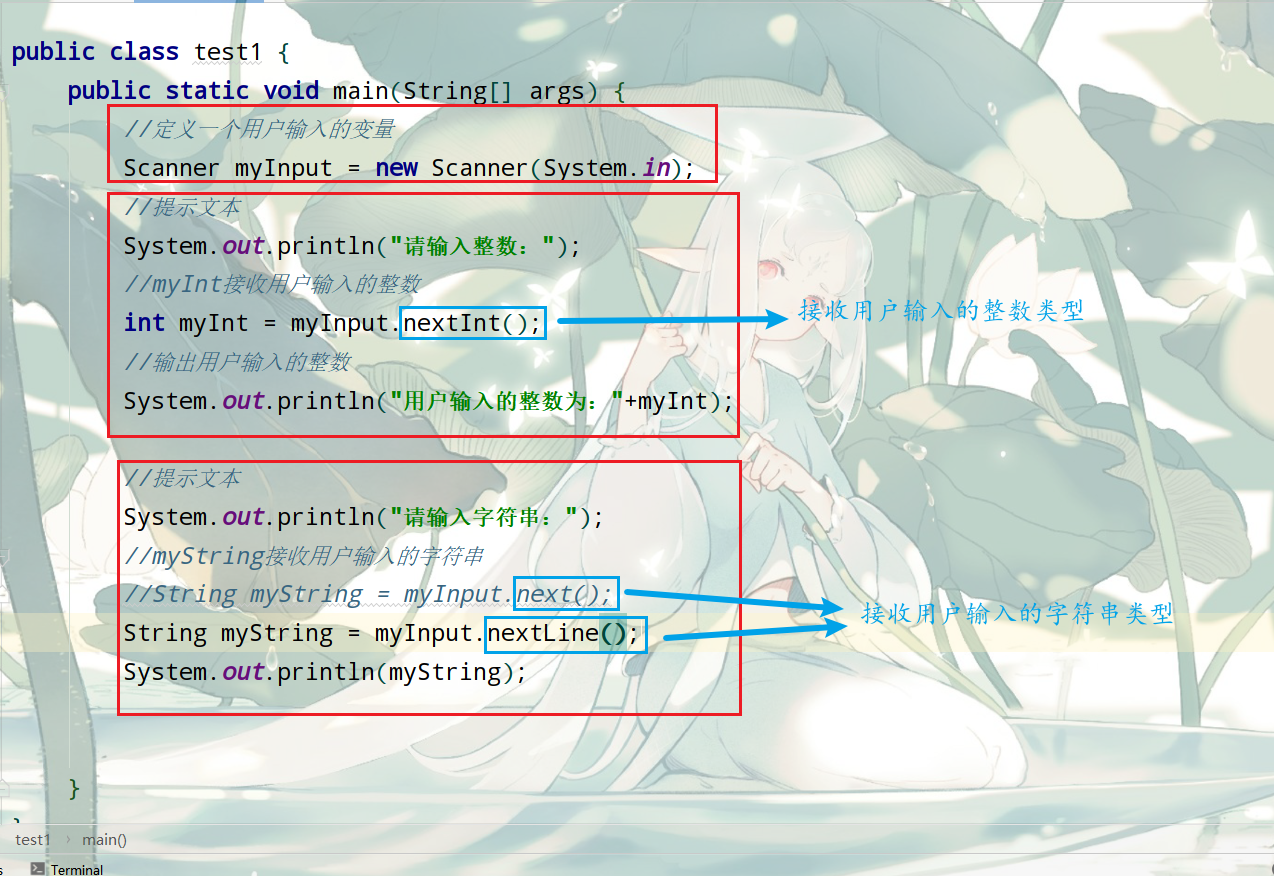 public class test1 {
public static void main(String[] args) {
//定义一个用户输入的变量
Scanner myInput = new Scanner(System.in);
//提示文本
System.out.println("请输入整数：");
//myInt接收用户输入的整数
int myInt = myInput.nextInt();
接收用户输入的整数类型
//输出用户输入的整数
System.out.println("用户输入的整数为："+myInt);
//提示文本
System.out.println("请输入字符串：");
//myString接收用户输入的字符串
//String myString = myInput.next();
接收用户输入的字符串类型
String myString = myInput.nextLine();
System.out.println(myString);
}
test1 › main()
Terminal